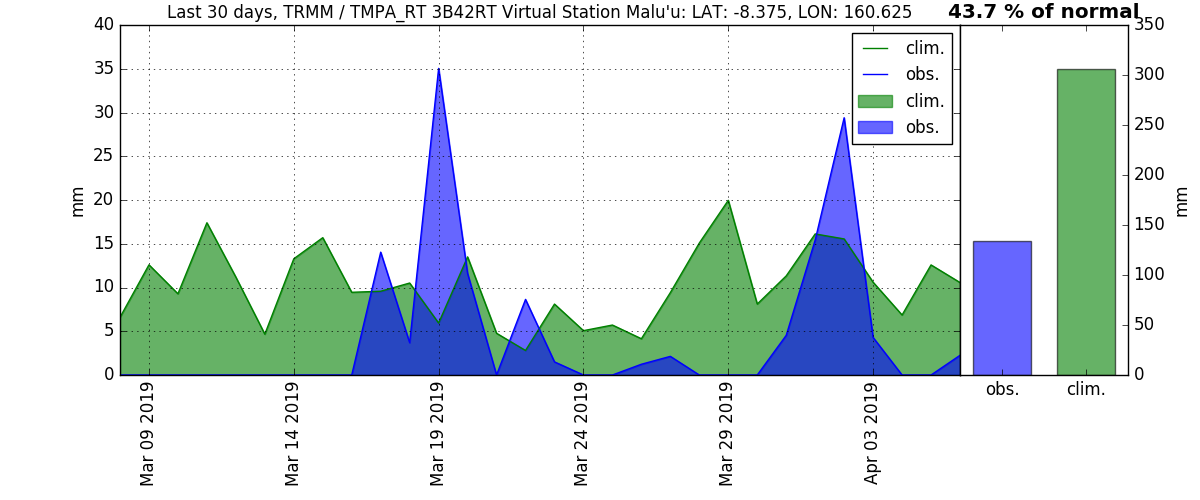 Last 30 days, TRMM / TMPA_RT 3B42RT Virtual Station Malu'u: LAT: -8.375, LON: 160.625
43.7 % of normal
40
35
30
25
20
15
10
5
0
mm
clim.
obs.
clim.
obs.
350
300
250
200
150
100
50
0
mm
Mar 09 2019
Mar 14 2019
Mar 19 2019
Mar 24 2019
Mar 29 2019
Apr 03 2019
obs.
clim.